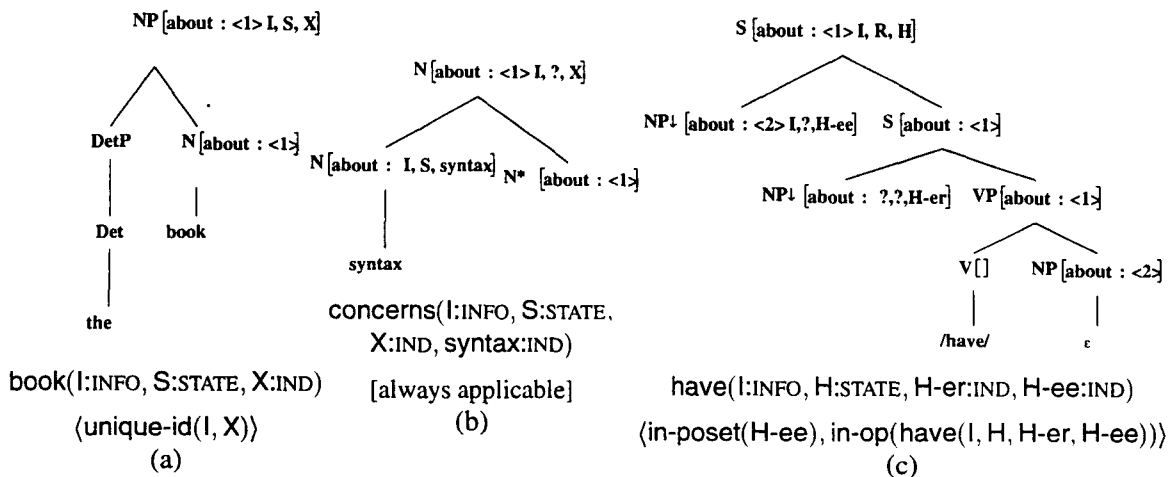 NP [about : <1> I, S, X]
DetP
N [about : <1>]
Det
book
the
book(I:INFO, S:STATE, X:IND)
⟨unique-id(I, X)⟩
(a)
N [about : <1> I, ?, X]
N [about : I, S, syntax]
N* [about : <1>]
syntax
concerns(I:INFO, S:STATE,
X:IND, syntax:IND)
[always applicable]
(b)
S [about : <1> I, R, H]
NP↓ [about : <2> I,?,H-ee]
S [about : <1>]
NP↓ [about : ?,?,H-er]
VP [about : <1>]
V [ ]
NP [about : <2>]
/have/
ε
have(I:INFO, H:STATE, H-er:IND, H-ee:IND)
⟨in-poset(H-ee), in-op(have(I, H, H-er, H-ee))⟩
(c)